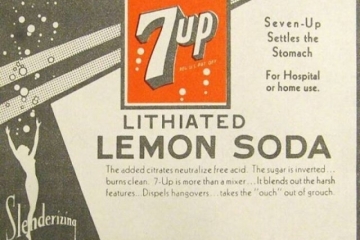 7up
Seven-Up
Settles the
Stomach
For Hospital
or home use.
LITHIATED
LEMON SODA
The added citrates neutralize free acid. The sugar is inverted...
burns clean. 7-Up is more than a mixer... It blends out the harsh
features.. Dispels hangovers.... takes the "ouch" out of grouch.
Slenderizing